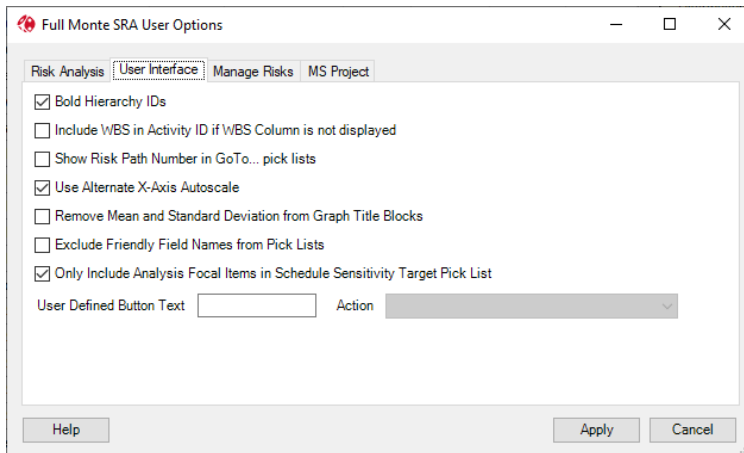 Full Monte SRA User Options
Risk Analysis User Interface Manage Risks MS Project
Bold Hierarchy IDs
Include WBS in Activity ID if WBS Column is not displayed
Show Risk Path Number in GoTo... pick lists
Use Alternate X-Axis Autoscale
Remove Mean and Standard Deviation from Graph Title Blocks
Exclude Friendly Field Names from Pick Lists
Only Include Analysis Focal Items in Schedule Sensitivity Target Pick List
User Defined Button Text Action
Help Apply Cancel